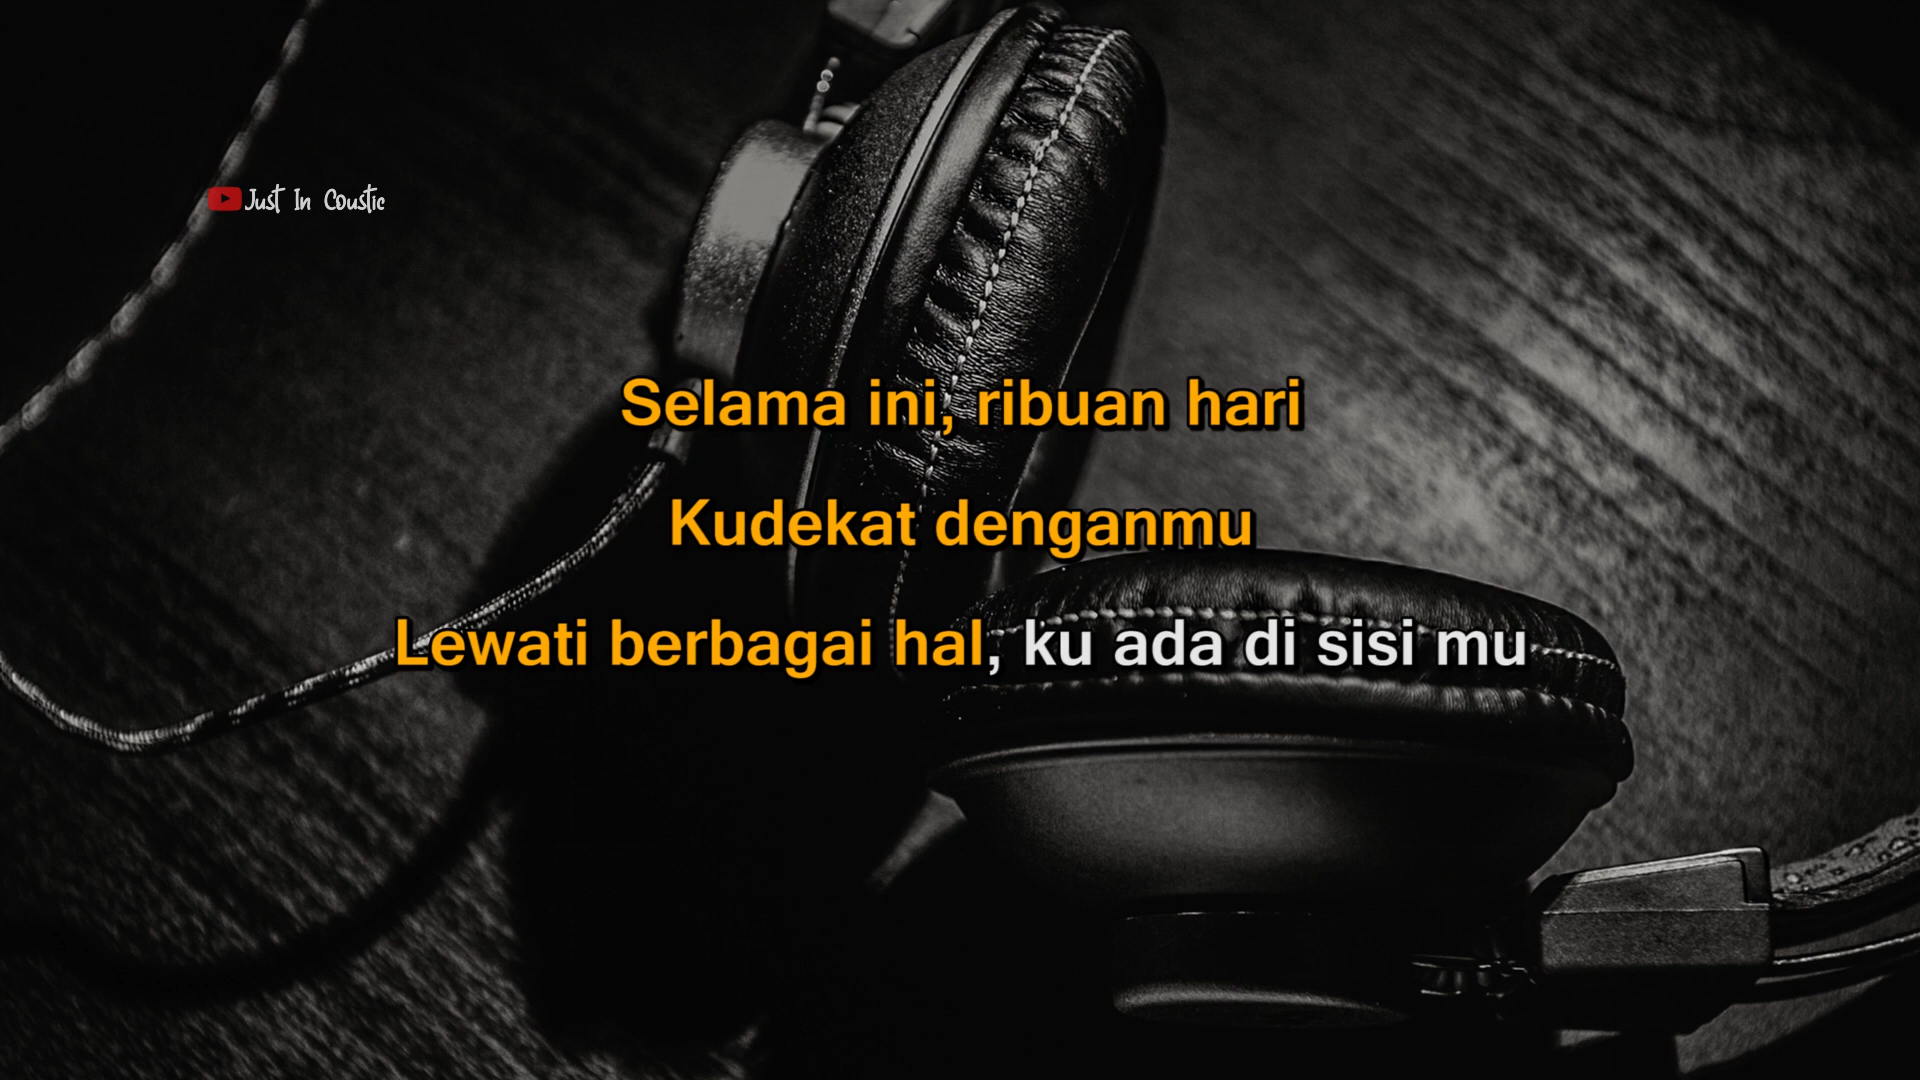 Just In Coustic
Selama ini, ribuan hari
Kudekat denganmu
Lewati berbagai hal, ku ada di sisi mu